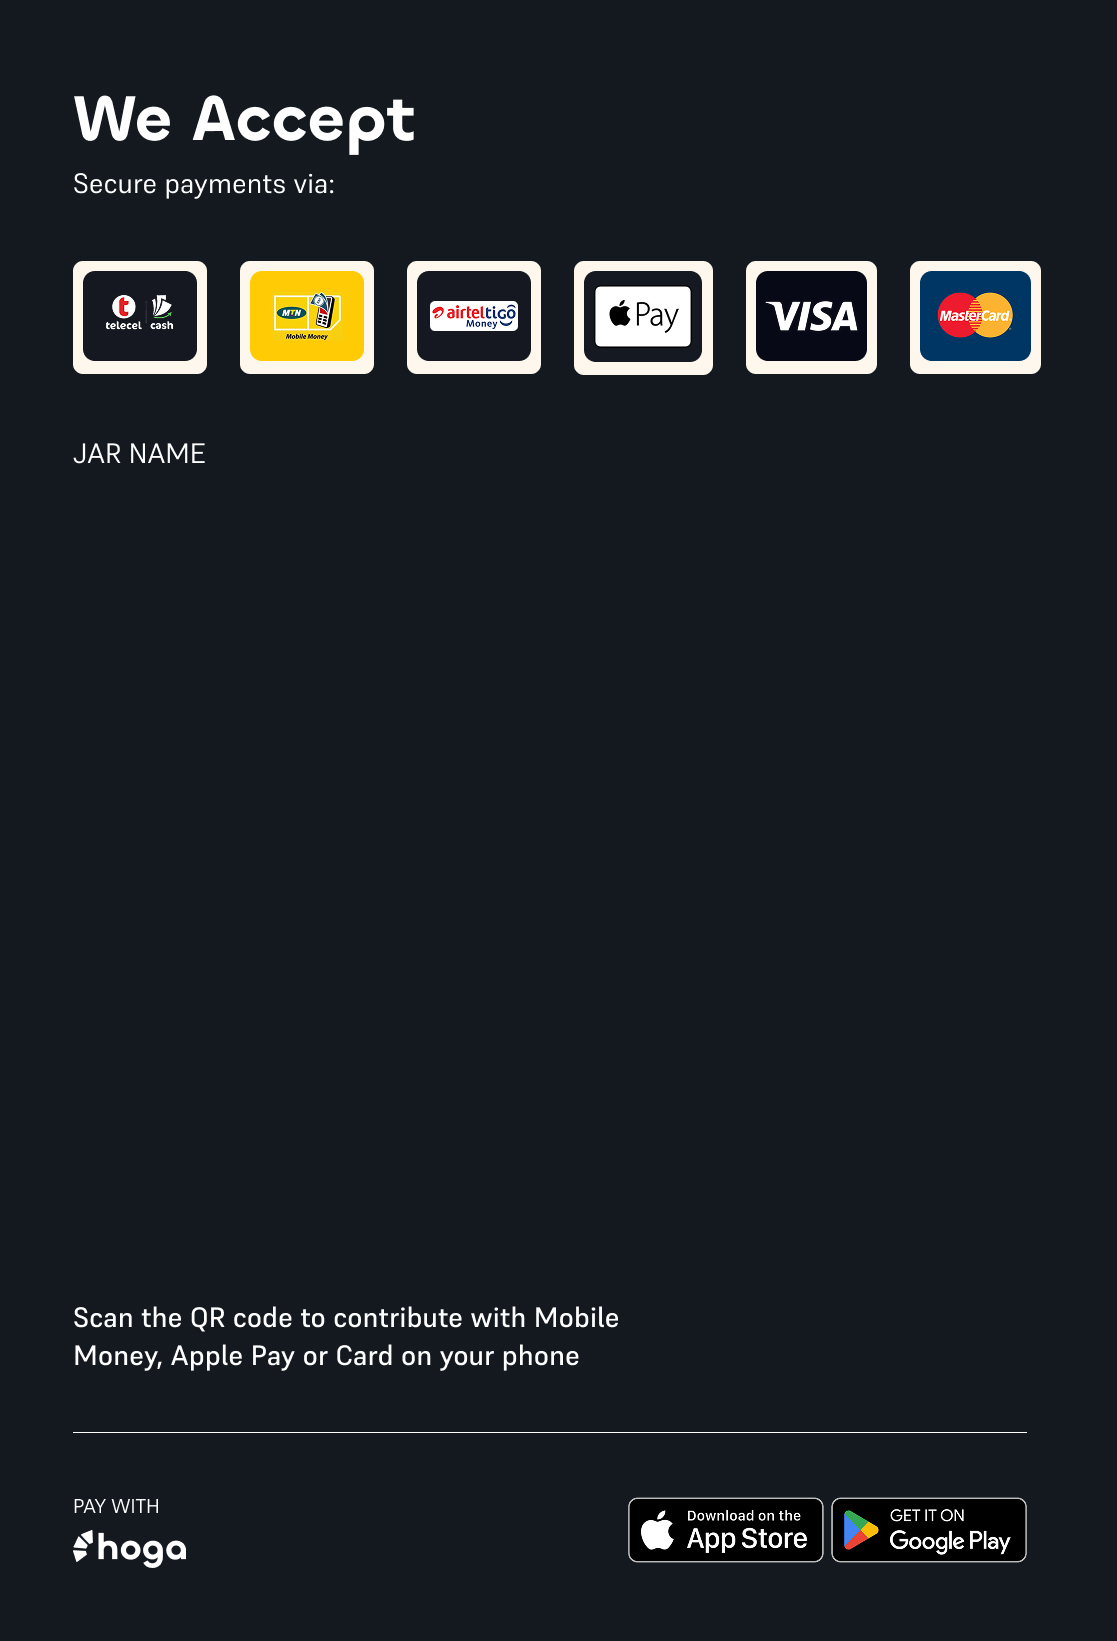 We Accept
Secure payments via:
telecel cash
MTN
Mobile Money
airteltigo
Money
Pay
VISA
MasterCard
JAR NAME
Scan the QR code to contribute with Mobile
Money, Apple Pay or Card on your phone
PAY WITH
hoga
Download on the
App Store
GET IT ON
Google Play